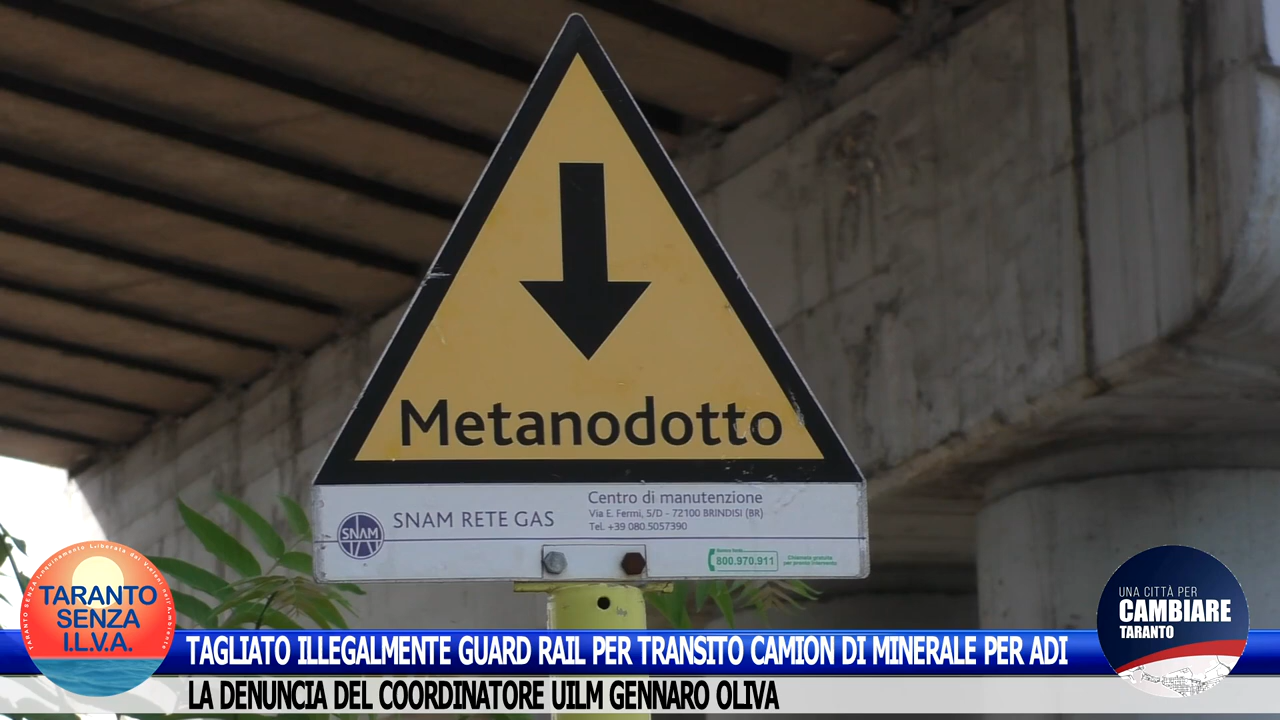 Metanodotto
SNAM
SNAM RETE GAS
Centro di manutenzione
Via E. Fermi, 5/D - 72100 BRINDISI (BR)
Tel. +39 080.5057390
800.970.911
TARANTO
SENZA
I.L.V.A.
UNA CITTÀ PER
CAMBIARE
TARANTO
TAGLIATO ILLEGALMENTE GUARD RAIL PER TRANSITO CAMION DI MINERALE PER ADI
LA DENUNCIA DEL COORDINATORE UILM GENNARO OLIVA